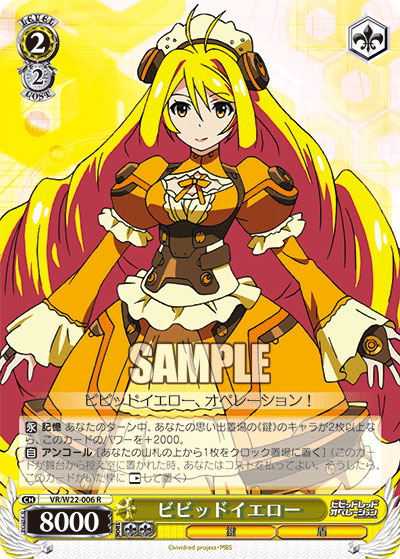 LEVEL
2
2
COST
SAMPLE
ビビッドイエロー、オペレーション！
永 記憶 あなたのターン中、あなたの思い出置場の《鍵》のキャラが2枚以上なら、このカードのパワーを＋2000。
自 アンコール ［あなたの山札の上から1枚をクロック置場に置く］（このカードが舞台から控え室に置かれた時、あなたはコストを払ってよい。そうしたら、このカードがいた枠に レストして置く）
CH VR/W22-006 R
ビビッドイエロー
ビビッドレッド
オペレーション
8000
鍵
盾
©vividred project・MBS